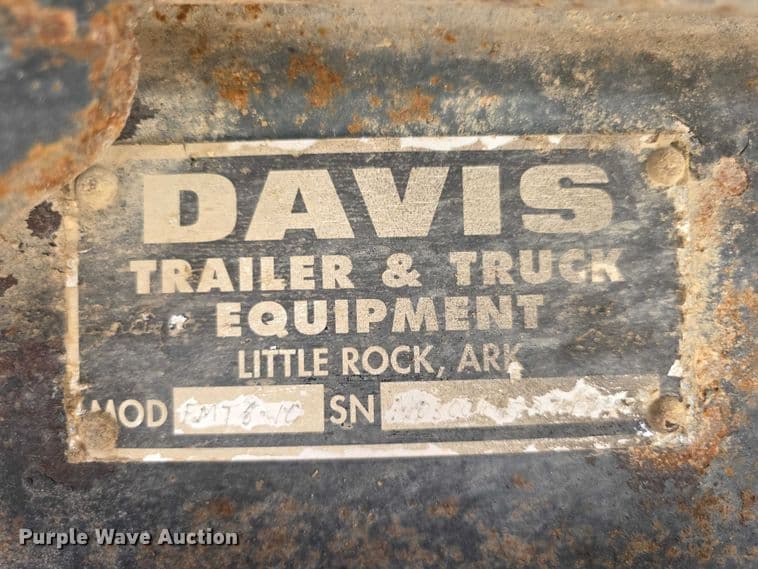 DAVIS
TRAILER & TRUCK
EQUIPMENT
LITTLE ROCK, ARK
MOD SN
Purple Wave Auction